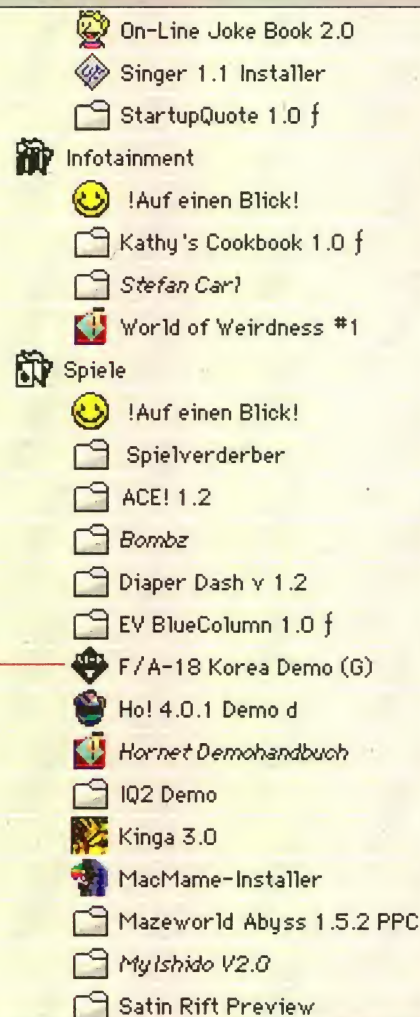 On-Line Joke Book 2.0
Singer 1.1 Installer
StartupQuote 1.0 ƒ
Infotainment
!Auf einen Blick!
Kathy's Cookbook 1.0 ƒ
Stefan Carl
World of Weirdness #1
Spiele
!Auf einen Blick!
Spielverderber
ACE! 1.2
Bombz
Diaper Dash v 1.2
EV BlueColumn 1.0 ƒ
F/A-18 Korea Demo (G)
Ho! 4.0.1 Demo d
Hornet Demohandbuch
IQ2 Demo
Kinga 3.0
MacMame-Installer
Mazeworld Abyss 1.5.2 PPC
MyIshido V2.0
Satin Rift Preview